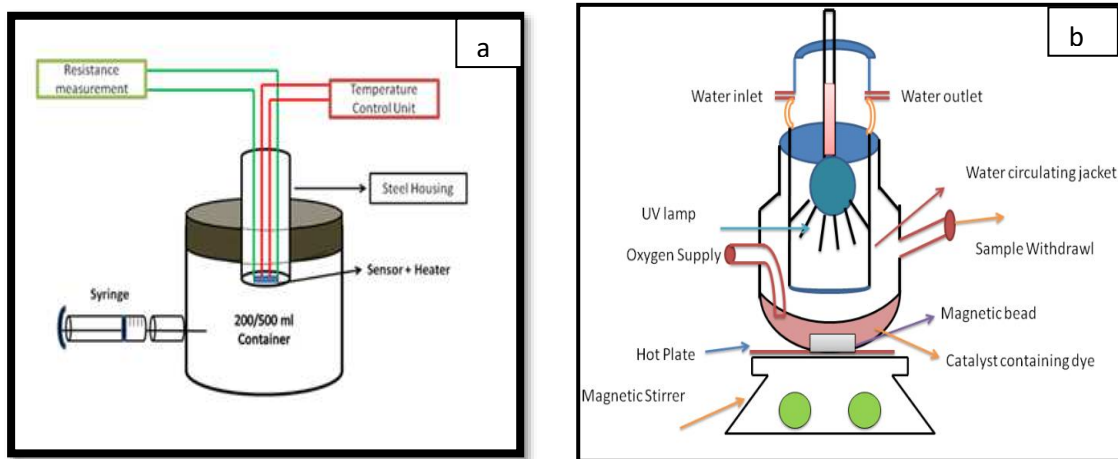 a
Resistance
measurement
Temperature
Control Unit
Steel Housing
Sensor + Heater
Syringe
200/500 ml
Container
b
Water inlet
Water outlet
Water circulating jacket
UV lamp
Oxygen Supply
Sample Withdrawl
Magnetic bead
Hot Plate
Catalyst containing dye
Magnetic Stirrer